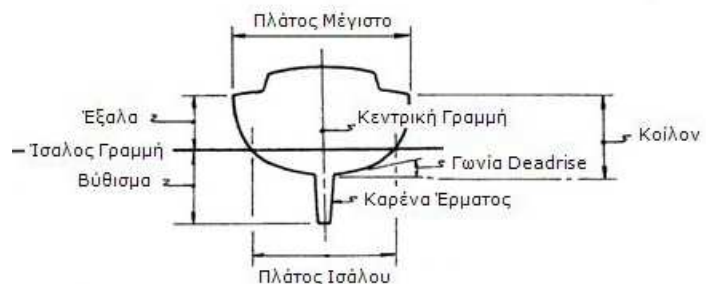 Πλάτος Μέγιστο
Έξαλα
Κεντρική Γραμμή
Κοίλον
Ίσαλος Γραμμή
Γωνία Deadrise
Βύθισμα
Καρένα Έρματος
Πλάτος Ισάλου